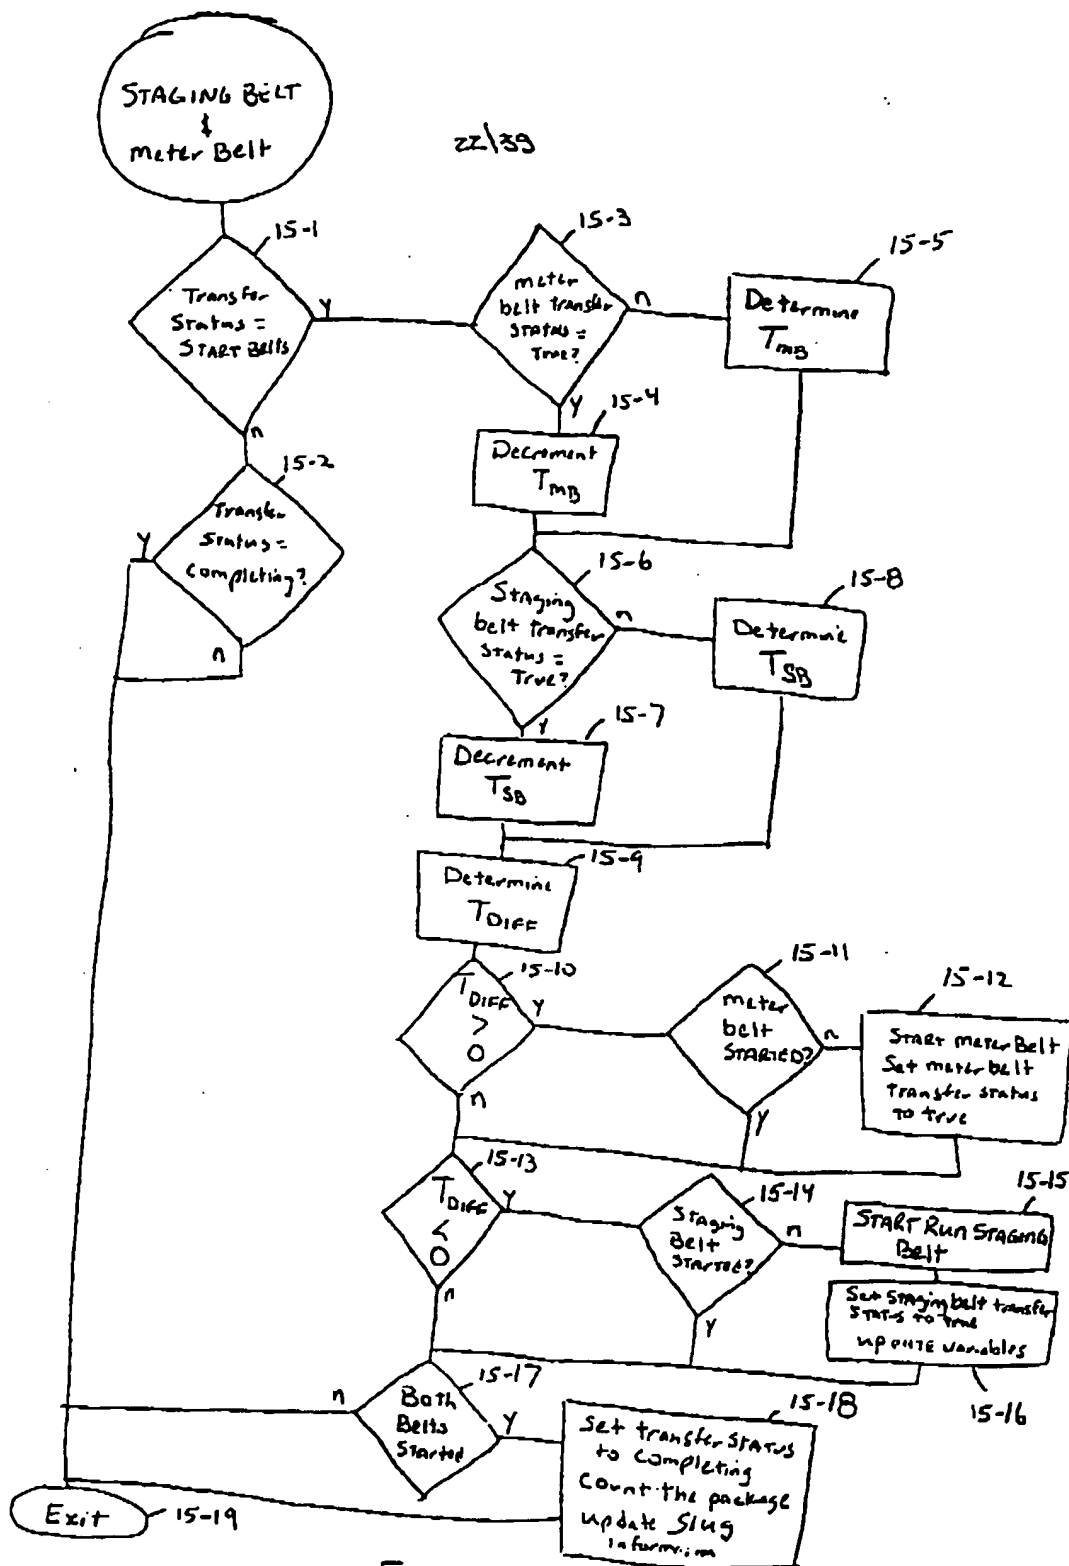 STAGING BELT
&
meter Belt
22/39
15-1
Transfer
Status =
START Belts
Y
n
15-3
meter
belt transfer
STATUS =
True?
n
Y
15-5
Determine
TMB
15-4
Decrement
TMB
15-2
Transfer
Status =
completing?
Y
n
15-6
Staging
belt transfer
Status =
True?
n
Y
15-8
Determine
TSB
15-7
Decrement
TSB
15-9
Determine
TDIFF
15-10
TDIFF
>
0
Y
n
15-11
meter
belt
STARTED?
n
Y
15-12
START meter Belt
Set meter belt
Transfer status
to true
15-13
TDIFF
<
0
Y
n
15-14
Staging
Belt
STARTED?
n
Y
15-15
START RUN STAGING
Belt
Set staging belt transfer
STATUS to true
update variables
15-16
15-17
Both
Belts
Started
n
Y
15-18
Set transfer STATUS
to completing
count the package
update slug
information
Exit
15-19